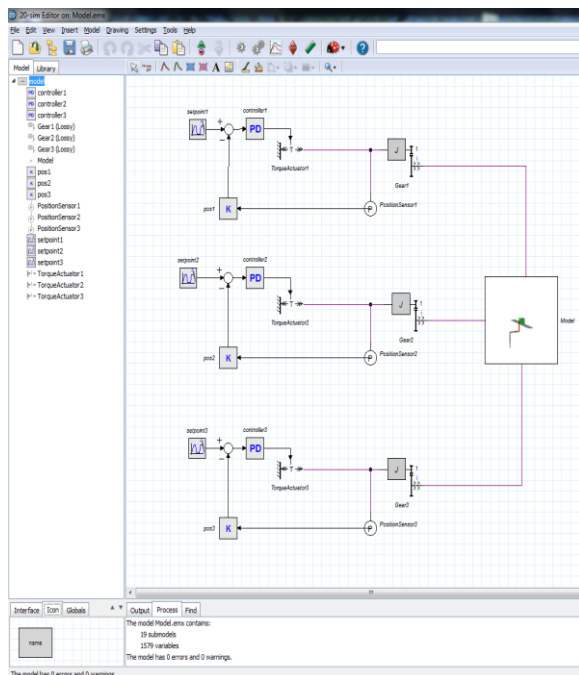 20-sim Editor on: Model.emx
File Edit View Insert Model Drawing Settings Tools Help
Model Library
model
PD controller1
PD controller2
PD controller3
Gear1 (Lossy)
Gear2 (Lossy)
Gear3 (Lossy)
Model
K pos1
K pos2
K pos3
PositionSensor1
PositionSensor2
PositionSensor3
setpoint1
setpoint2
setpoint3
TorqueActuator1
TorqueActuator2
TorqueActuator3
setpoint1
controller1
PD
T
TorqueActuator1
J
Gear1
pos1
K
P
PositionSensor1
setpoint2
controller2
PD
T
TorqueActuator2
J
Gear2
Model
pos2
K
P
PositionSensor2
setpoint3
controller3
PD
T
TorqueActuator3
J
Gear3
pos3
K
P
Interface Icon Globals
Output Process Find
name
The model Model.emx contains:
19 submodels
1579 variables
The model has 0 errors and 0 warnings.
The model has 0 errors and 0 warnings.